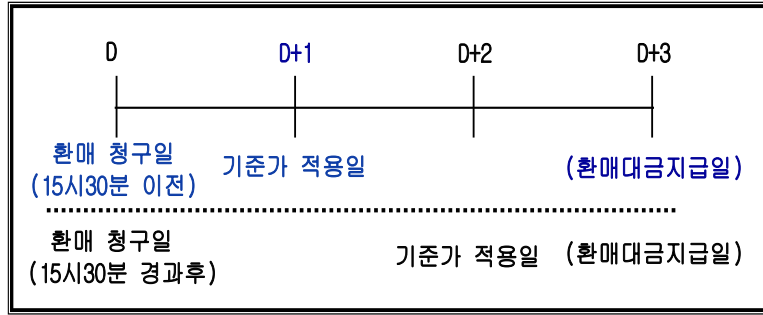 D D+1 D+2 D+3
환매 청구일
(15시30분 이전)
기준가 적용일
(환매대금지급일)
환매 청구일
(15시30분 경과후)
기준가 적용일
(환매대금지급일)